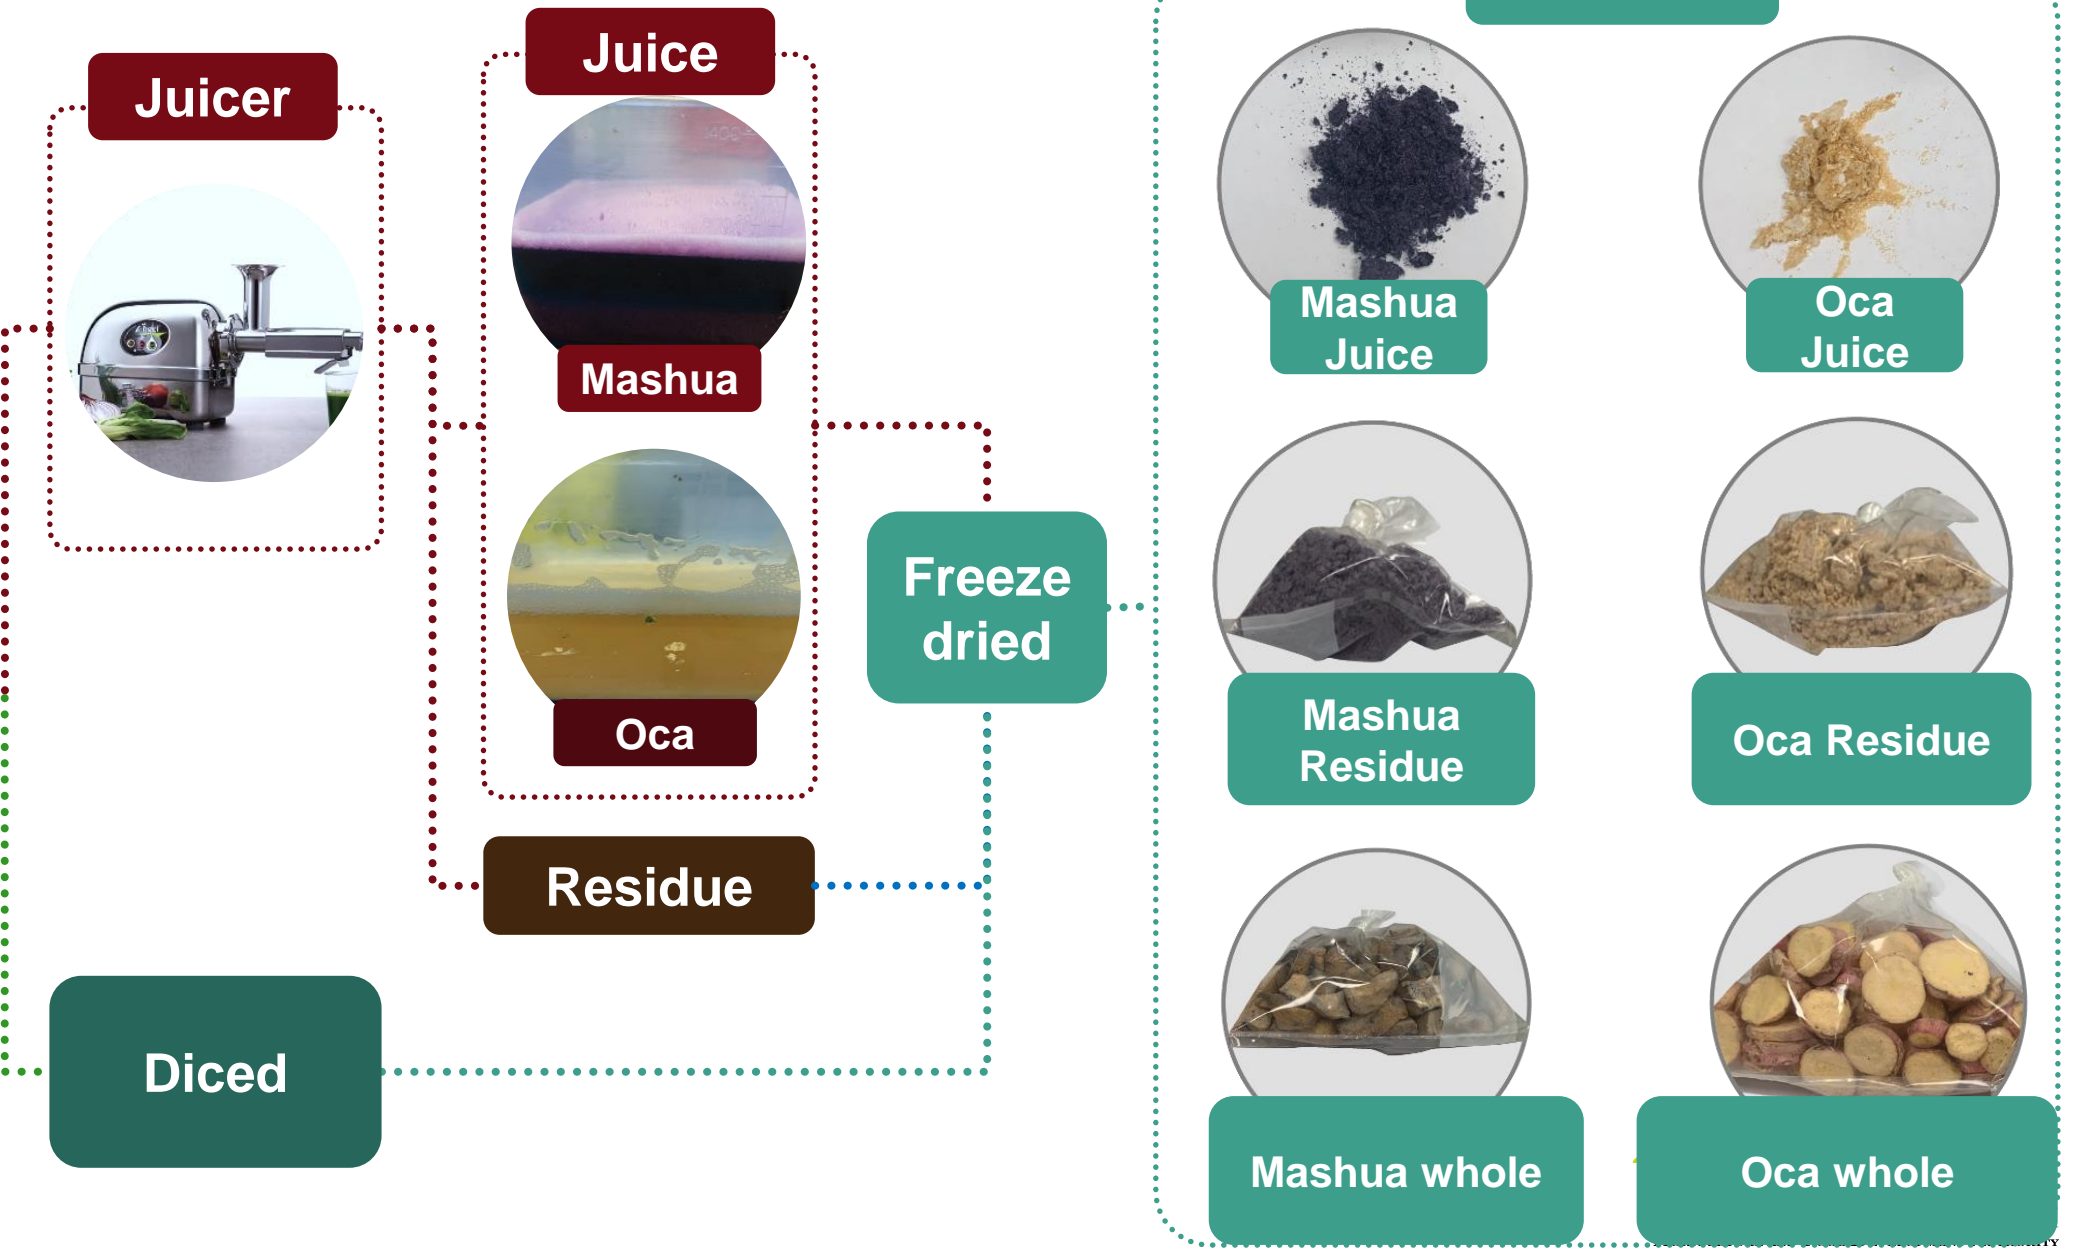 Juicer
Juice
Mashua
Oca
Residue
Diced
Freeze
dried
Mashua
Juice
Oca
Juice
Mashua
Residue
Oca Residue
Mashua whole
Oca whole